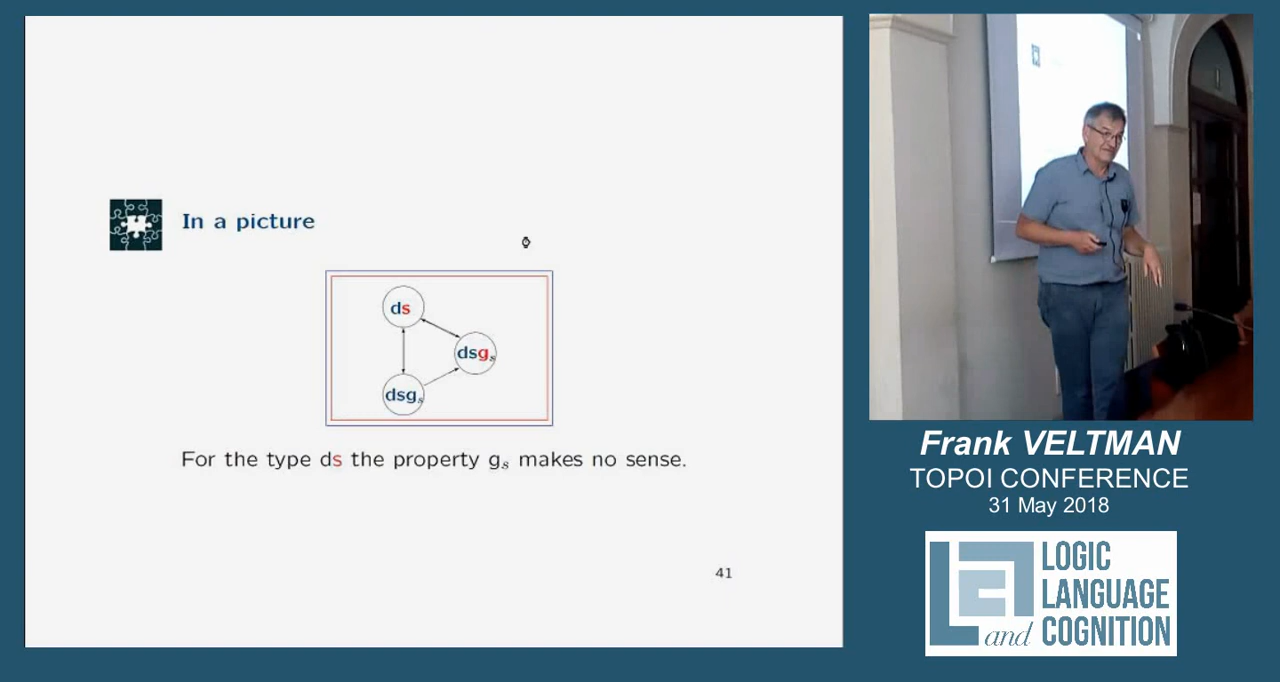 In a picture
ds
dsgₛ
dsgₛ
For the type ds the property gₛ makes no sense.
41
Frank VELTMAN
TOPOI CONFERENCE
31 May 2018
LOGIC
LANGUAGE
and COGNITION